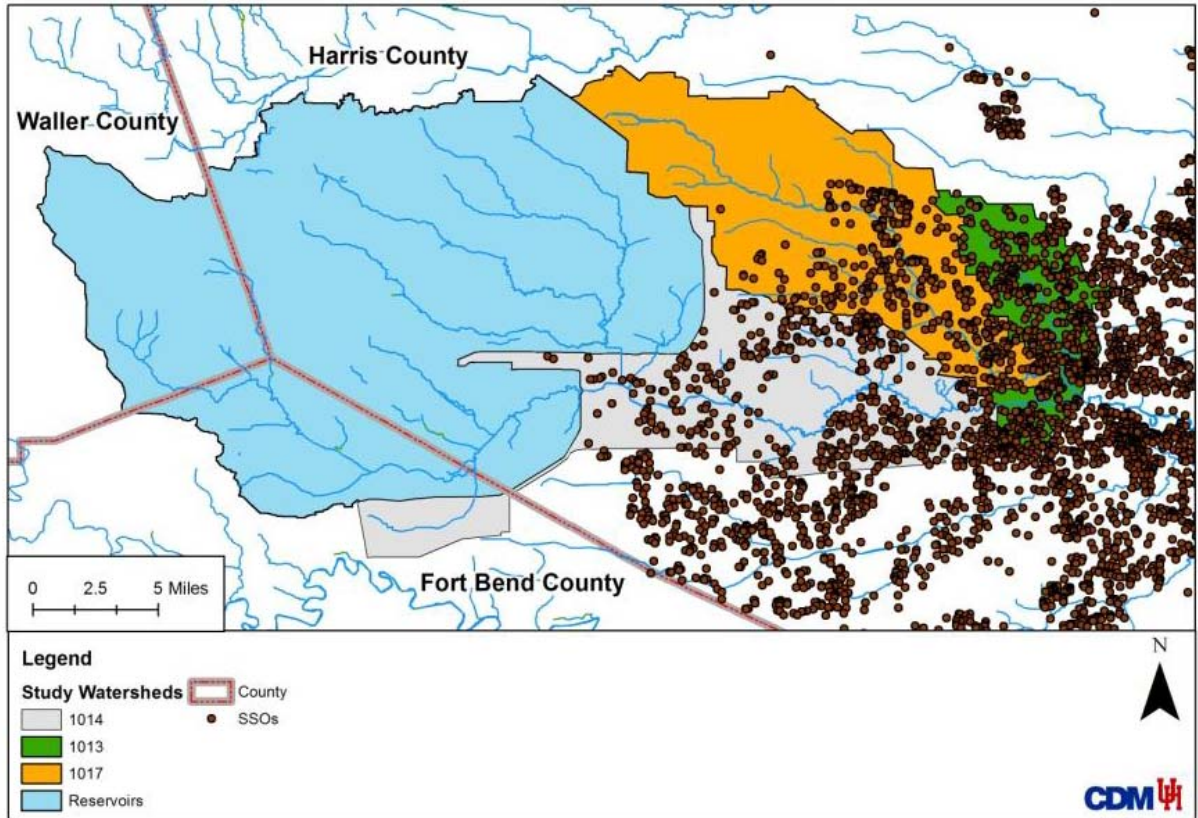 Harris County
Waller County
Fort Bend County
0 2.5 5 Miles
Legend
Study Watersheds
County
1014
SSOs
1013
1017
Reservoirs
N
CDM UH